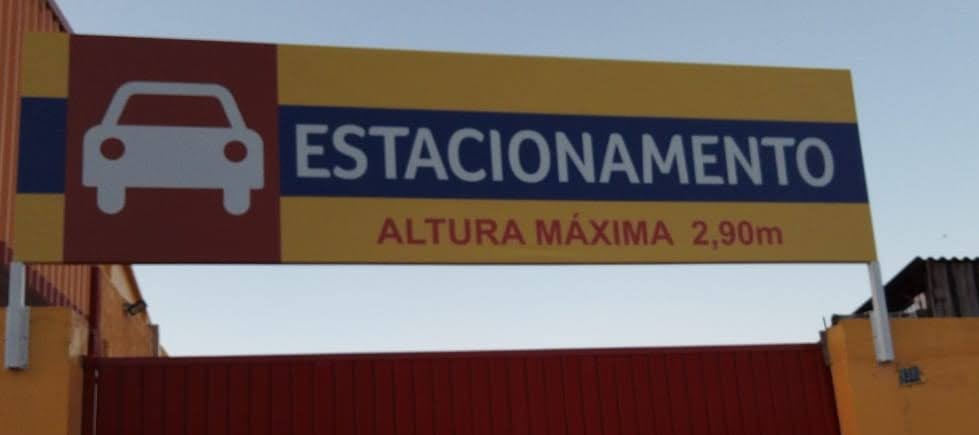 ESTACIONAMENTO
ALTURA MÁXIMA 2,90m